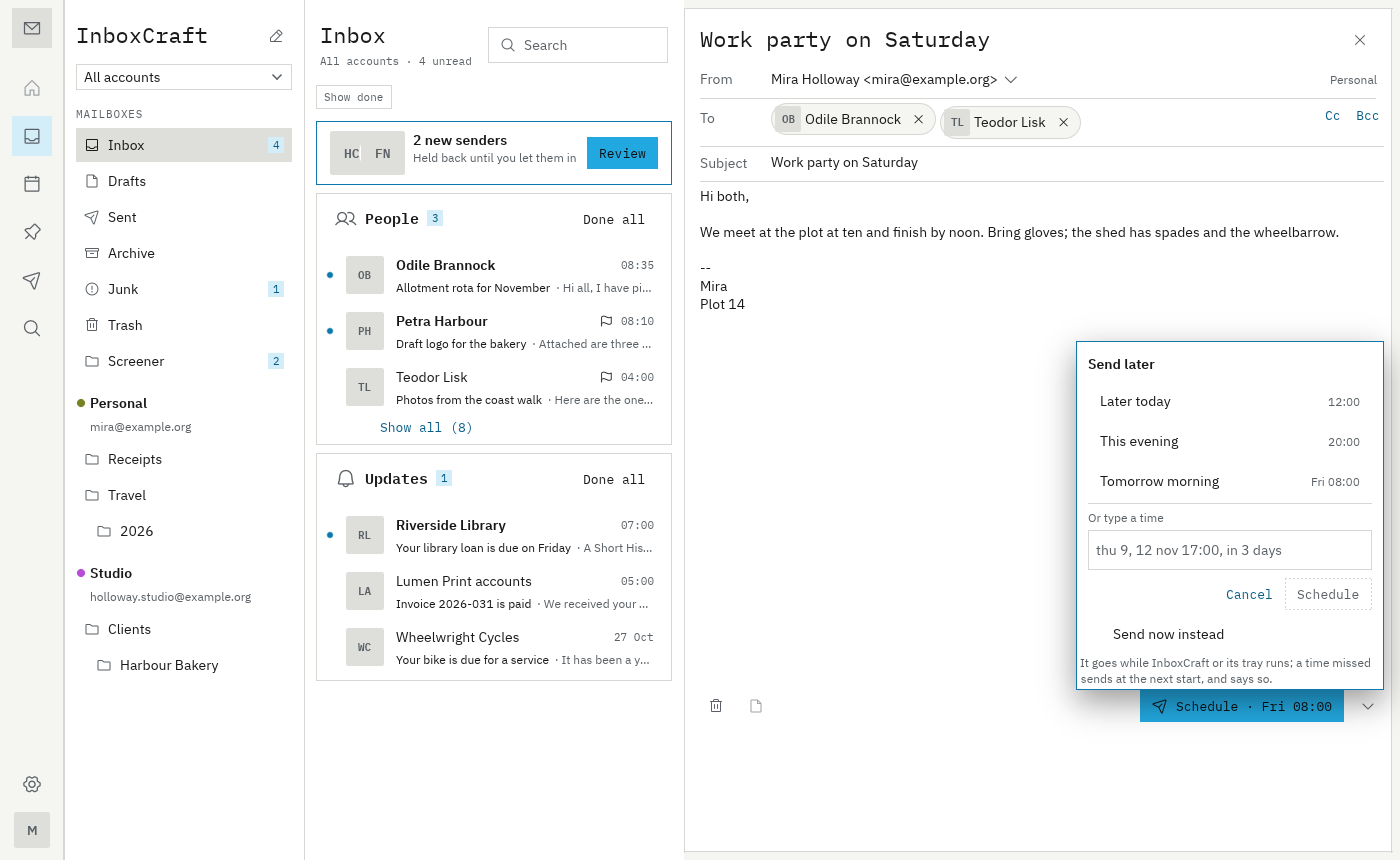 InboxCraft
All accounts
MAILBOXES
Inbox 4
Drafts
Sent
Archive
Junk 1
Trash
Screener 2
Personal
mira@example.org
Receipts
Travel
2026
Studio
holloway.studio@example.org
Clients
Harbour Bakery
M
Inbox
All accounts · 4 unread
Search
Show done
HC FN
2 new senders
Held back until you let them in
Review
People 3 Done all
OB Odile Brannock 08:35
Allotment rota for November · Hi all, I have pi…
PH Petra Harbour 08:10
Draft logo for the bakery · Attached are three …
TL Teodor Lisk 04:00
Photos from the coast walk · Here are the one…
Show all (8)
Updates 1 Done all
RL Riverside Library 07:00
Your library loan is due on Friday · A Short His…
LA Lumen Print accounts 05:00
Invoice 2026-031 is paid · We received your …
WC Wheelwright Cycles 27 Oct
Your bike is due for a service · It has been a y…
Work party on Saturday
From Mira Holloway <mira@example.org> Personal
To OB Odile Brannock TL Teodor Lisk Cc Bcc
Subject Work party on Saturday
Hi both,
We meet at the plot at ten and finish by noon. Bring gloves; the shed has spades and the wheelbarrow.
--
Mira
Plot 14
Send later
Later today 12:00
This evening 20:00
Tomorrow morning Fri 08:00
Or type a time
thu 9, 12 nov 17:00, in 3 days
Cancel Schedule
Send now instead
It goes while InboxCraft or its tray runs; a time missed
sends at the next start, and says so.
Schedule · Fri 08:00